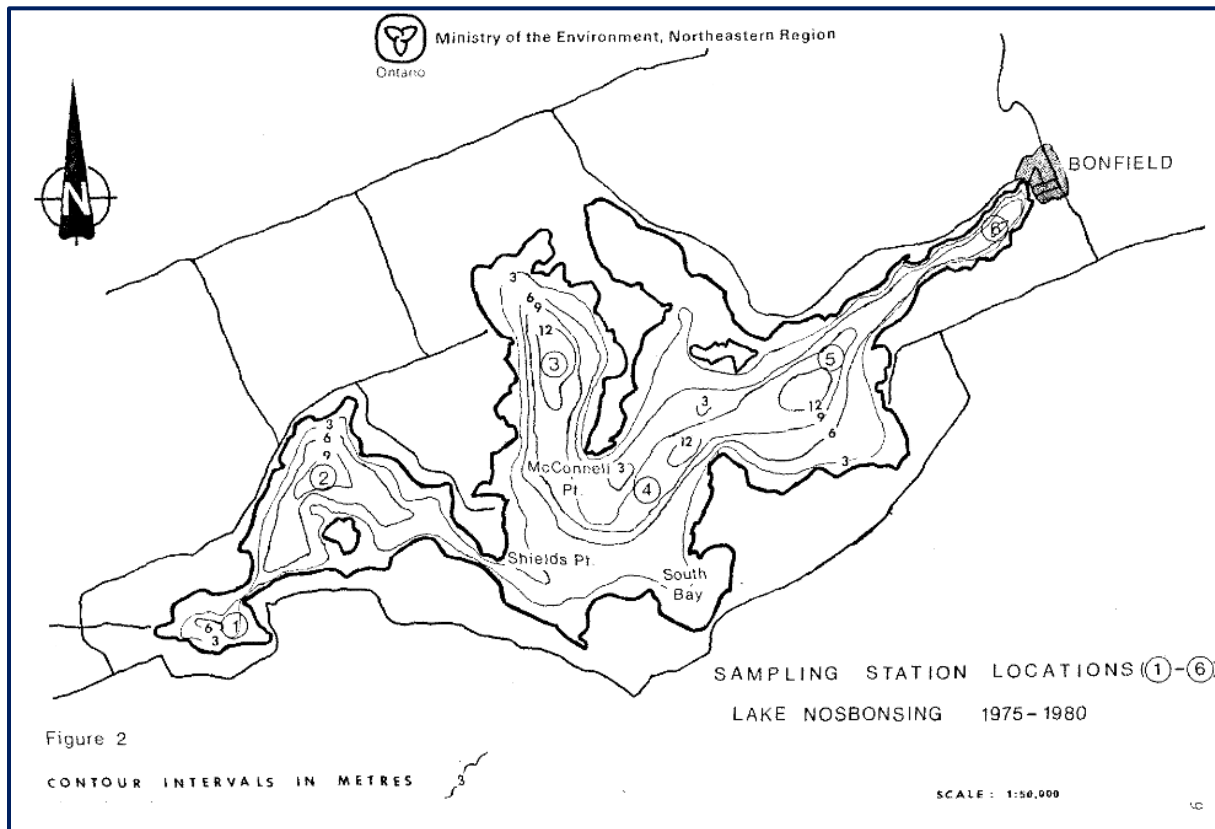 Ministry of the Environment, Northeastern Region
Ontario
N
BONFIELD
6
3
6
9
12
3
5
12
9
6
3
3
12
3
6
9
2
McConnell 3
Pt.
4
Shields Pt.
South
Bay
6
1
3
SAMPLING STATION LOCATIONS (1-6)
LAKE NOSBONSING 1975-1980
Figure 2
CONTOUR INTERVALS IN METRES 3
SCALE: 1:50,000